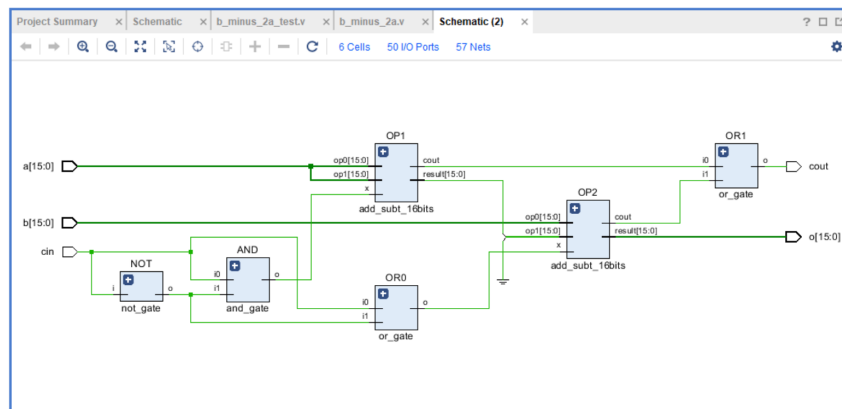 Project Summary × Schematic × b_minus_2a_test.v × b_minus_2a.v × Schematic (2) × ?
6 Cells 50 I/O Ports 57 Nets
OP1
OR1
a[15:0]
op0[15:0] cout
op1[15:0] result[15:0]
x
add_subt_16bits
i0 o
i1
or_gate
cout
OP2
b[15:0]
op0[15:0] cout
op1[15:0] result[15:0]
x
add_subt_16bits
o[15:0]
cin
NOT
i o
not_gate
AND
i0 o
i1
and_gate
OR0
i0 o
i1
or_gate